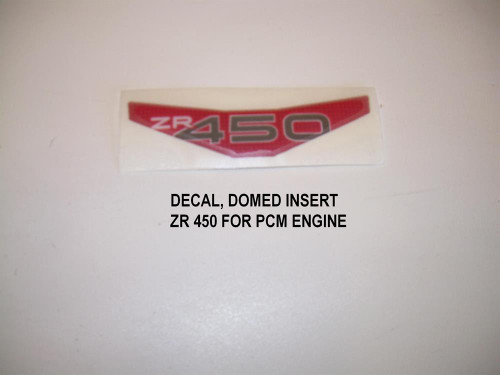 ZR 450
DECAL, DOMED INSERT
ZR 450 FOR PCM ENGINE